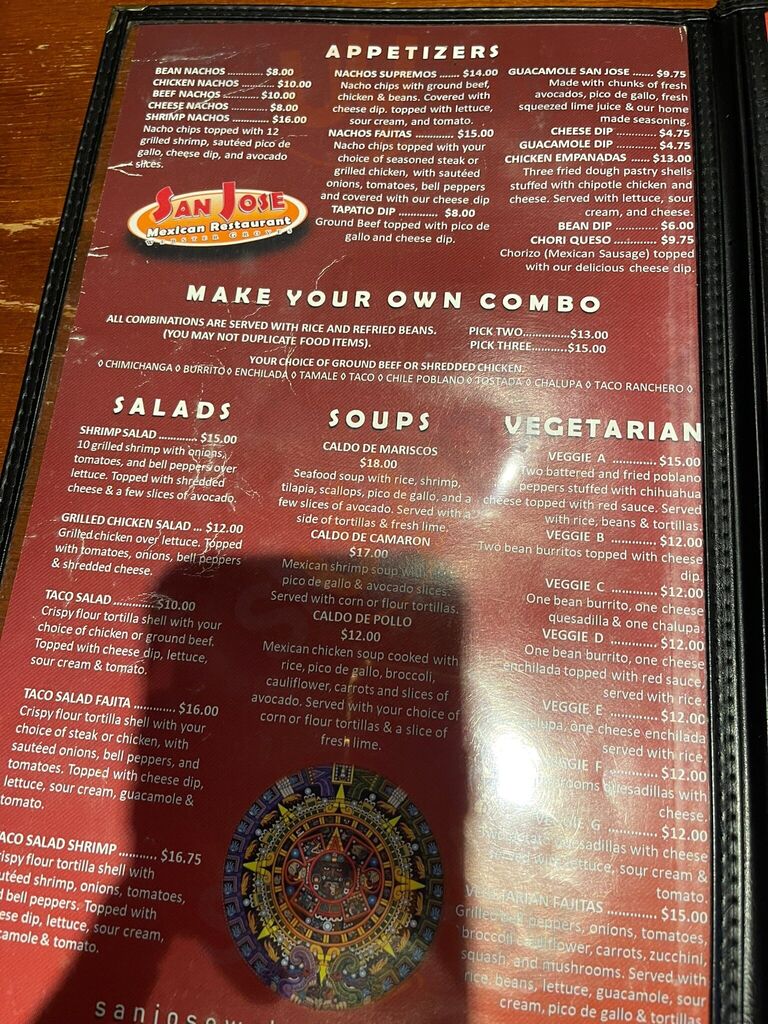 APPETIZERS
BEAN NACHOS ............. $8.00
CHICKEN NACHOS ............ $10.00
BEEF NACHOS ............ $10.00
CHEESE NACHOS ............. $8.00
SHRIMP NACHOS ............. $16.00
Nacho chips topped with 12
grilled shrimp, sautéed pico de
gallo, cheese dip, and avocado
slices.
SAN JOSE
Mexican Restaurant
WEBSTER GROVES
NACHOS SUPREMOS ....... $14.00
Nacho chips with ground beef,
chicken & beans. Covered with
cheese dip. topped with lettuce,
sour cream, and tomato.
NACHOS FAJITAS .............. $15.00
Nacho chips topped with your
choice of seasoned steak or
grilled chicken, with sautéed
onions, tomatoes, bell peppers
and covered with our cheese dip
TAPATIO DIP .............. $8.00
Ground Beef topped with pico de
gallo and cheese dip.
GUACAMOLE SAN JOSE ....... $9.75
Made with chunks of fresh
avocados, pico de gallo, fresh
squeezed lime juice & our home
made seasoning.
CHEESE DIP .............. $4.75
GUACAMOLE DIP .............. $4.75
CHICKEN EMPANADAS ...... $13.00
Three fried dough pastry shells
stuffed with chipotle chicken and
cheese. Served with lettuce, sour
cream, and cheese.
BEAN DIP .............. $6.00
CHORI QUESO .............. $9.75
Chorizo (Mexican Sausage) topped
with our delicious cheese dip.
MAKE YOUR OWN COMBO
ALL COMBINATIONS ARE SERVED WITH RICE AND REFRIED BEANS.
(YOU MAY NOT DUPLICATE FOOD ITEMS).
PICK TWO...............$13.00
PICK THREE...........$15.00
YOUR CHOICE OF GROUND BEEF OR SHREDDED CHICKEN.
◊ CHIMICHANGA ◊ BURRITO ◊ ENCHILADA ◊ TAMALE ◊ TACO ◊ CHILE POBLANO ◊ TOSTADA ◊ CHALUPA ◊ TACO RANCHERO ◊
SALADS
SHRIMP SALAD ............. $15.00
10 grilled shrimp with onions,
tomatoes, and bell peppers over
lettuce. Topped with shredded
cheese & a few slices of avocado.
GRILLED CHICKEN SALAD ... $12.00
Grilled chicken over lettuce. Topped
with tomatoes, onions, bell peppers
& shredded cheese.
TACO SALAD .............. $10.00
Crispy flour tortilla shell with your
choice of chicken or ground beef.
Topped with cheese dip, lettuce,
sour cream & tomato.
TACO SALAD FAJITA ............. $16.00
Crispy flour tortilla shell with your
choice of steak or chicken, with
sautéed onions, bell peppers, and
tomatoes. Topped with cheese dip,
lettuce, sour cream, guacamole &
tomato.
ACO SALAD SHRIMP ............ $16.75
ispy flour tortilla shell with
utéed shrimp, onions, tomatoes,
d bell peppers. Topped with
ese dip, lettuce, sour cream,
camole & tomato.
SOUPS
CALDO DE MARISCOS
$18.00
Seafood soup with rice, shrimp,
tilapia, scallops, pico de gallo, and a
few slices of avocado. Served with a
side of tortillas & fresh lime.
CALDO DE CAMARON
$17.00
Mexican shrimp soup with
pico de gallo & avocado slices.
Served with corn or flour tortillas.
CALDO DE POLLO
$12.00
Mexican chicken soup cooked with
rice, pico de gallo, broccoli,
cauliflower, carrots and slices of
avocado. Served with your choice of
corn or flour tortillas & a slice of
fresh lime.
VEGETARIAN
VEGGIE A .............. $15.00
Two battered and fried poblano
peppers stuffed with chihuahua
cheese topped with red sauce. Served
with rice, beans & tortillas.
VEGGIE B .............. $12.00
Two bean burritos topped with cheese
dip.
VEGGIE C .............. $12.00
One bean burrito, one cheese
quesadilla & one chalupa.
VEGGIE D .............. $12.00
One bean burrito, one cheese
enchilada topped with red sauce,
served with rice.
VEGGIE E .............. $12.00
alupa, one cheese enchilada
served with rice.
VEGGIE F .............. $12.00
rooms quesadillas with
cheese.
VEGGIE G .............. $12.00
quesadillas with cheese
served with lettuce, sour cream &
tomato.
VEGETARIAN FAJITAS .............. $15.00
Grilled bell peppers, onions, tomatoes,
broccoli, cauliflower, carrots, zucchini,
squash, and mushrooms. Served with
rice, beans, lettuce, guacamole, sour
cream, pico de gallo & tortillas.